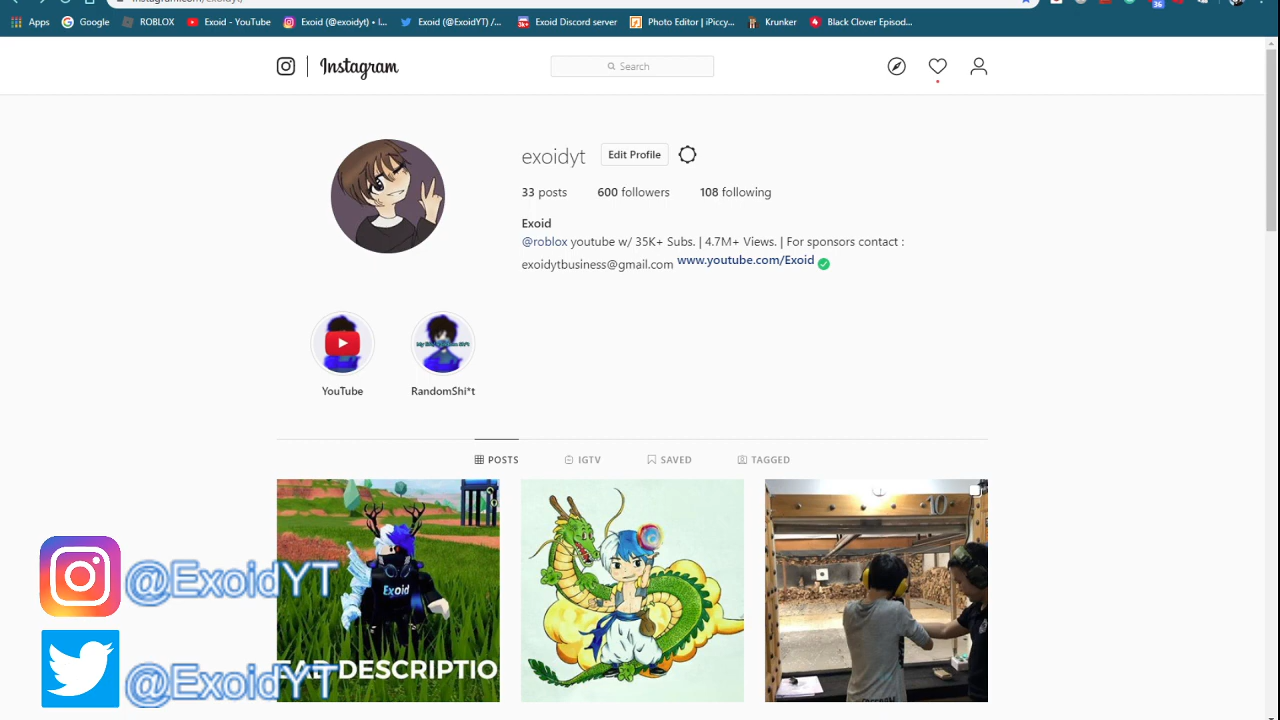 Apps Google ROBLOX Exoid - YouTube Exoid (@exoidyt) • I... Exoid (@ExoidYT) /... Exoid Discord server Photo Editor | iPiccy... Krunker Black Clover Episod...
Instagram
Search
exoidyt Edit Profile
33 posts 600 followers 108 following
Exoid
@roblox youtube w/ 35K+ Subs. | 4.7M+ Views. | For sponsors contact :
exoidytbusiness@gmail.com www.youtube.com/Exoid
YouTube RandomShi*t
POSTS IGTV SAVED TAGGED
10
Exoid
@ExoidYT
EAD DESCRIPTIO
@ExoidYT